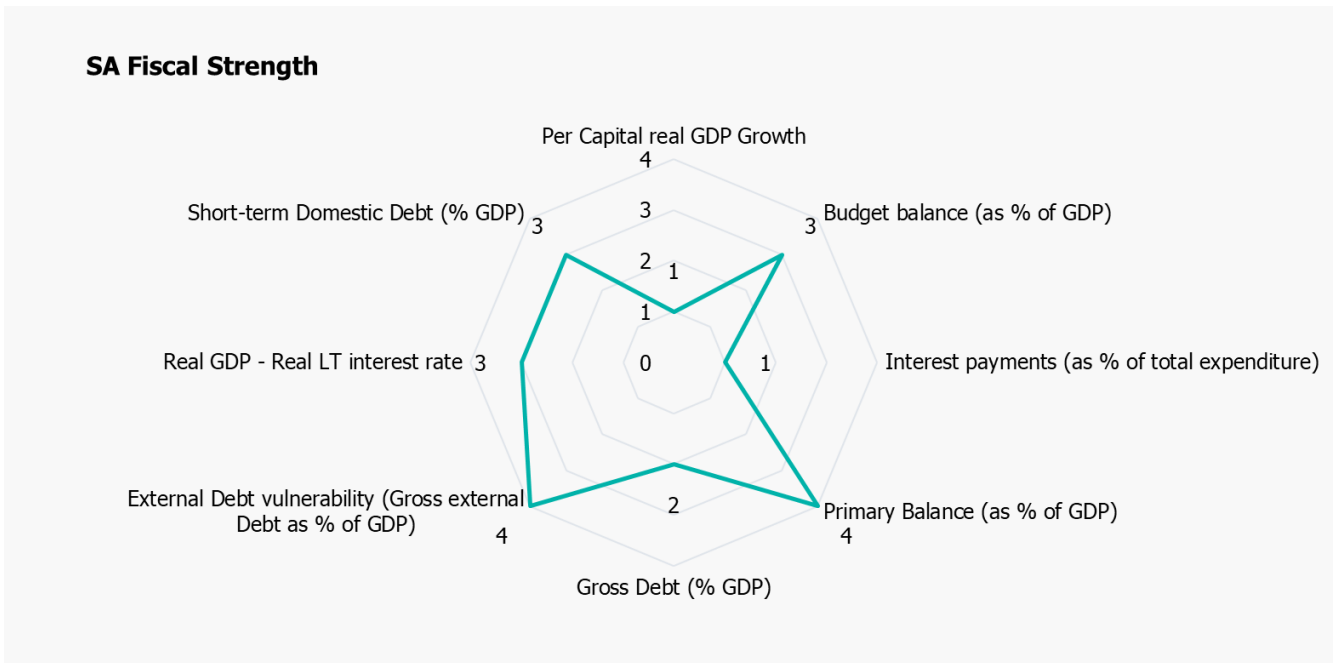 SA Fiscal Strength
Per Capital real GDP Growth
4
Short-term Domestic Debt (% GDP)
3
3
3
Budget balance (as % of GDP)
2
1
1
Real GDP - Real LT interest rate
3
0
1
Interest payments (as % of total expenditure)
External Debt vulnerability (Gross external
Debt as % of GDP)
4
2
Primary Balance (as % of GDP)
4
Gross Debt (% GDP)